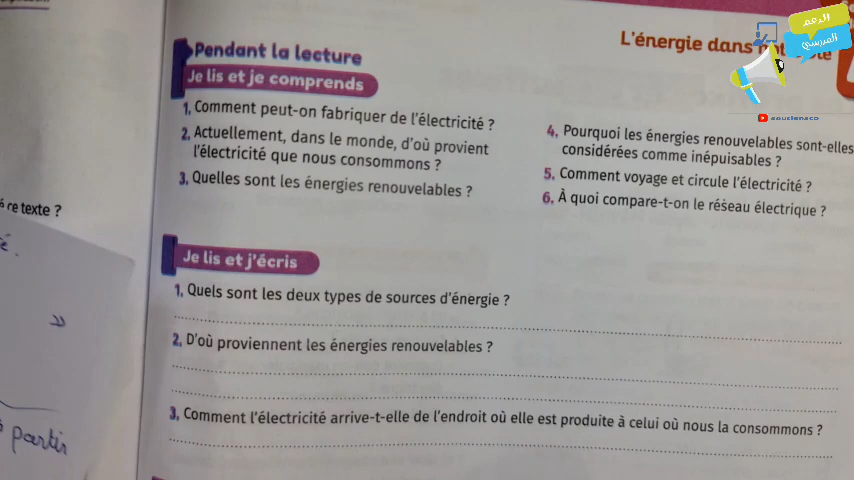 L'énergie dans
الدعم
المدرسي
soutiensco
Pendant la lecture
Je lis et je comprends
1. Comment peut-on fabriquer de l'électricité ?
2. Actuellement, dans le monde, d'où provient
l'électricité que nous consommons ?
3. Quelles sont les énergies renouvelables ?
4. Pourquoi les énergies renouvelables sont-elles
considérées comme inépuisables ?
5. Comment voyage et circule l'électricité ?
6. À quoi compare-t-on le réseau électrique ?
ce texte ?
Je lis et j'écris
1. Quels sont les deux types de sources d'énergie ?
2. D'où proviennent les énergies renouvelables ?
3. Comment l'électricité arrive-t-elle de l'endroit où elle est produite à celui où nous la consommons ?
partir